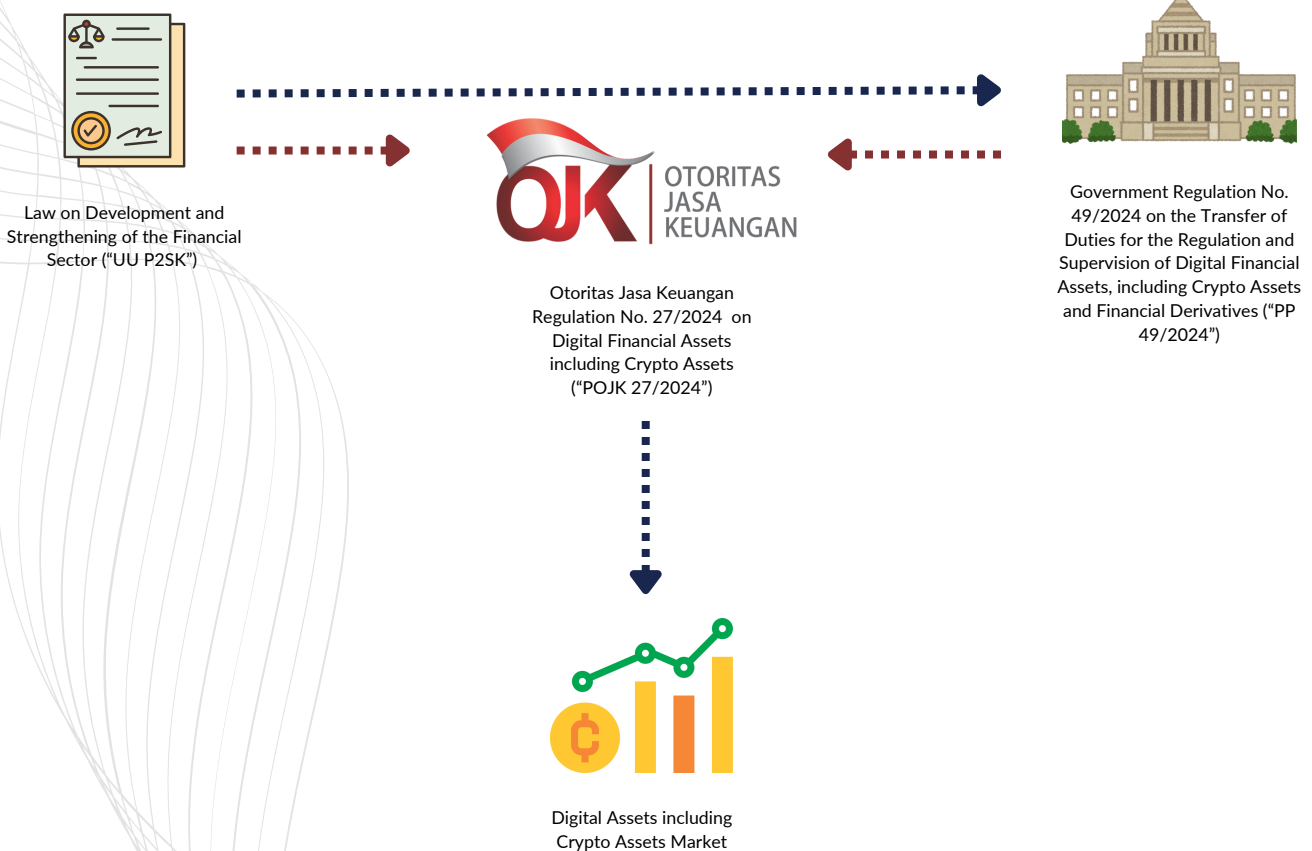 Law on Development and
Strengthening of the Financial
Sector (“UU P2SK”)
OJK
OTORITAS
JASA
KEUANGAN
Otoritas Jasa Keuangan
Regulation No. 27/2024 on
Digital Financial Assets
including Crypto Assets
(“POJK 27/2024”)
Government Regulation No.
49/2024 on the Transfer of
Duties for the Regulation and
Supervision of Digital Financial
Assets, including Crypto Assets
and Financial Derivatives (“PP
49/2024”)
Digital Assets including
Crypto Assets Market